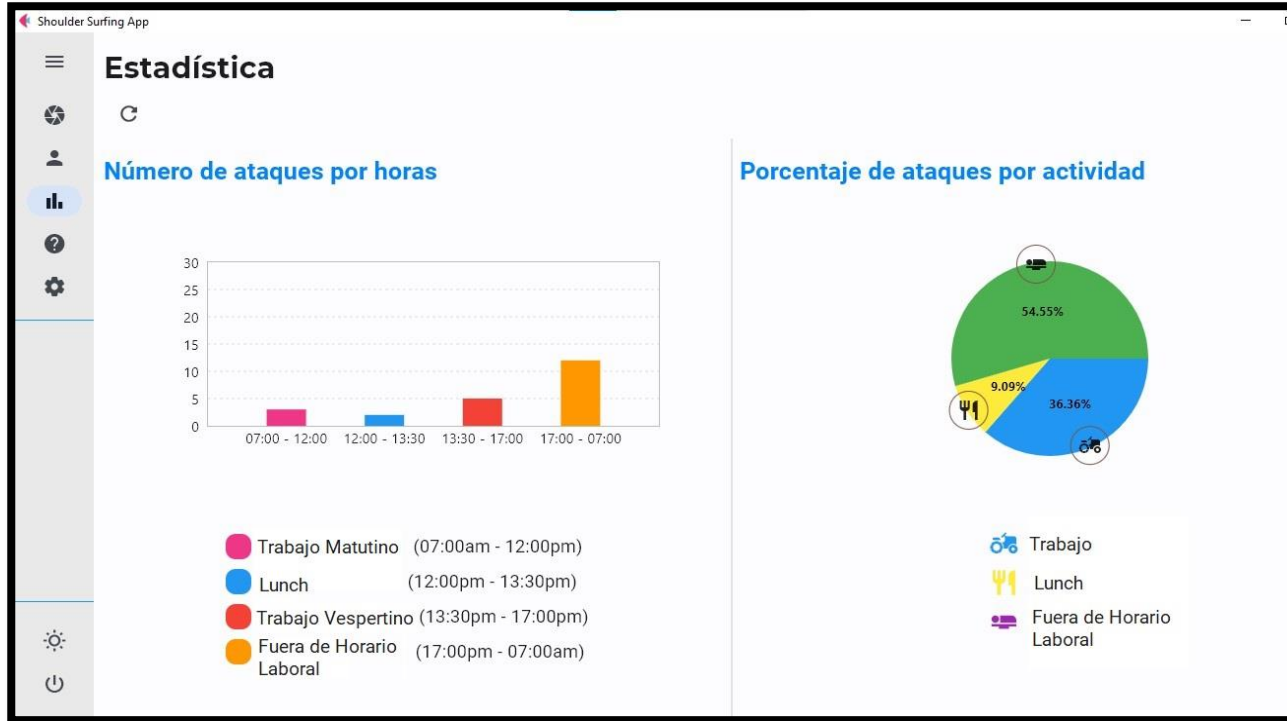 Shoulder Surfing App
Estadística
Número de ataques por horas
30
25
20
15
10
5
0
07:00 - 12:00 12:00 - 13:30 13:30 - 17:00 17:00 - 07:00
Trabajo Matutino (07:00am - 12:00pm)
Lunch (12:00pm - 13:30pm)
Trabajo Vespertino (13:30pm - 17:00pm)
Fuera de Horario (17:00pm - 07:00am)
Laboral
Porcentaje de ataques por actividad
54.55%
9.09%
36.36%
Trabajo
Lunch
Fuera de Horario
Laboral